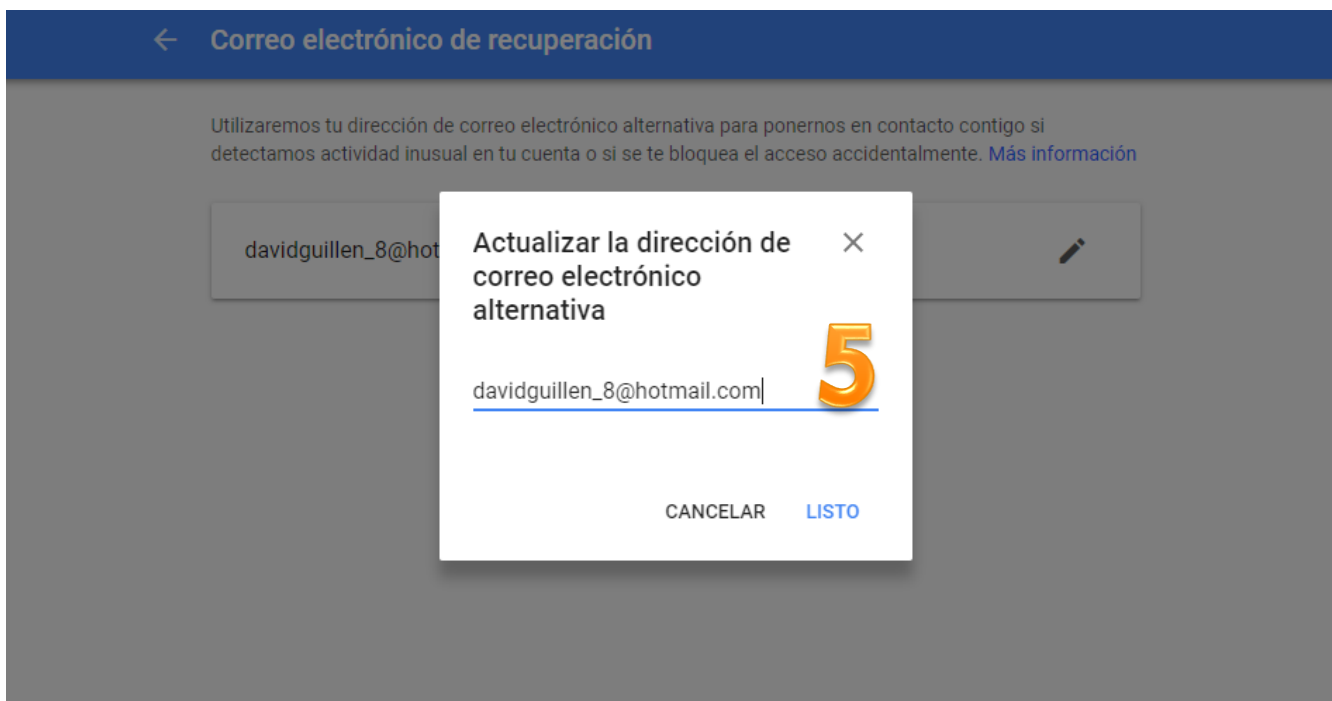 Correo electrónico de recuperación
Utilizaremos tu dirección de correo electrónico alternativa para ponernos en contacto contigo si
detectamos actividad inusual en tu cuenta o si se te bloquea el acceso accidentalmente. Más información
davidguillen_8@hot
Actualizar la dirección de
correo electrónico
alternativa
5
davidguillen_8@hotmail.com
CANCELAR LISTO